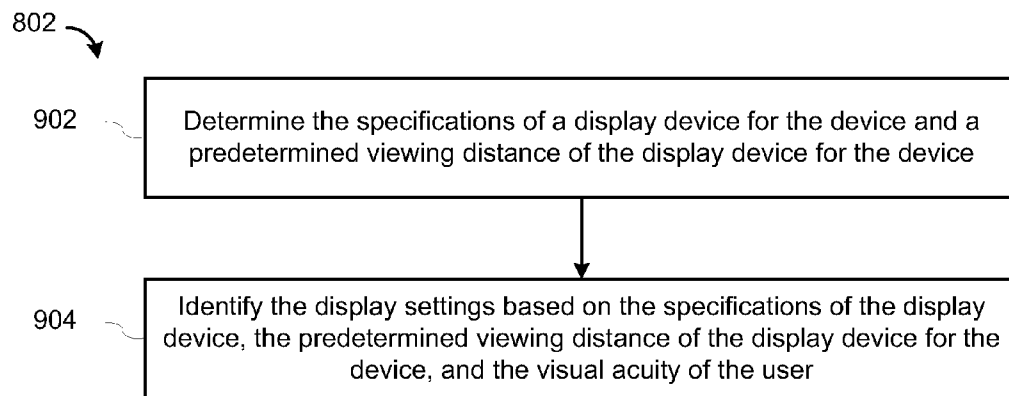 802
902
Determine the specifications of a display device for the device and a
predetermined viewing distance of the display device for the device
904
Identify the display settings based on the specifications of the display
device, the predetermined viewing distance of the display device for the
device, and the visual acuity of the user